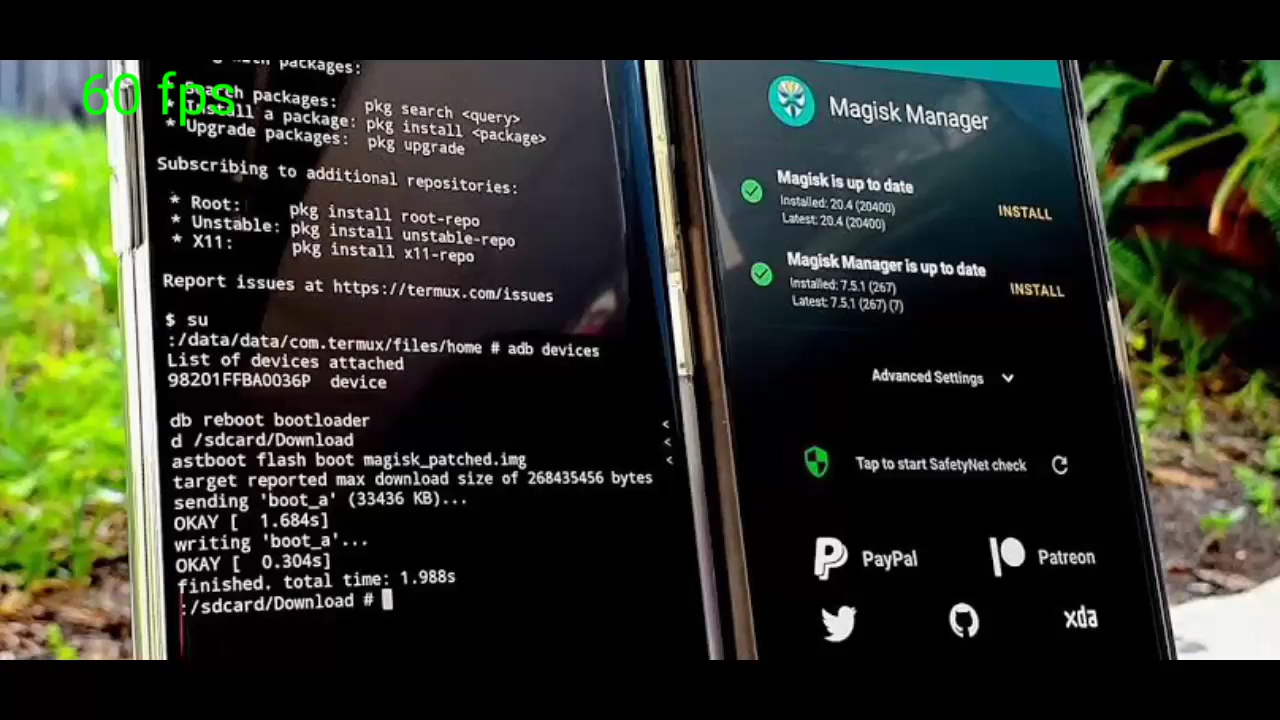 60 fps
packages:
Search packages: pkg search <query>
* Install a package: pkg install <package>
* Upgrade packages: pkg upgrade
Subscribing to additional repositories:
* Root: pkg install root-repo
* Unstable: pkg install unstable-repo
* X11: pkg install x11-repo
Report issues at https://termux.com/issues
$ su
:/data/data/com.termux/files/home # adb devices
List of devices attached
98201FFBA0036P device
db reboot bootloader <
d /sdcard/Download <
astboot flash boot magisk_patched.img <
target reported max download size of 268435456 bytes
sending 'boot_a' (33436 KB)...
OKAY [ 1.684s]
writing 'boot_a'...
OKAY [ 0.304s]
finished. total time: 1.988s
:/sdcard/Download #
Magisk Manager
Magisk is up to date
Installed: 20.4 (20400)
Latest: 20.4 (20400)
INSTALL
Magisk Manager is up to date
Installed: 7.5.1 (267)
Latest: 7.5.1 (267) (7)
INSTALL
Advanced Settings
Tap to start SafetyNet check
PayPal
Patreon
xda